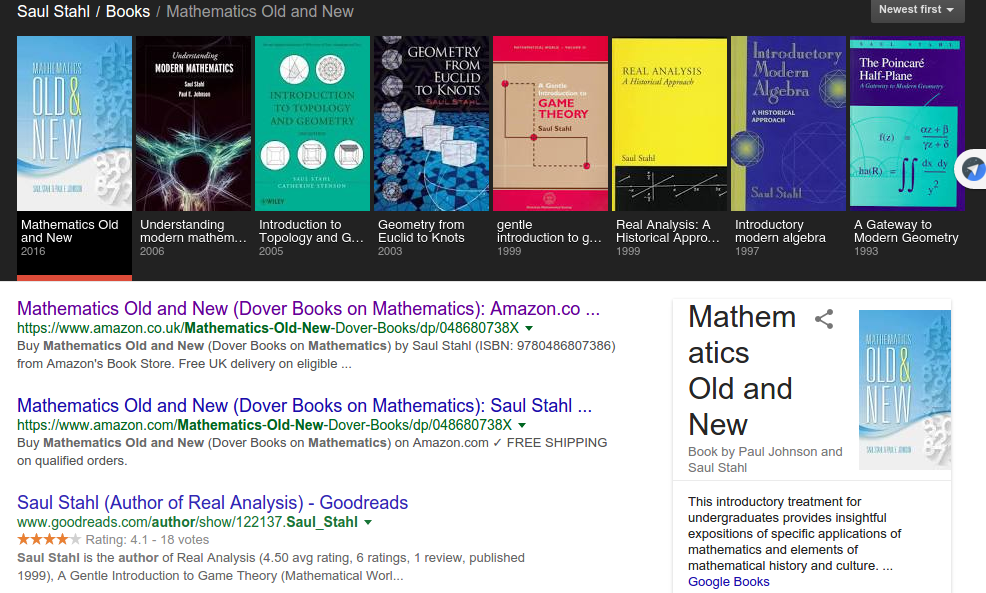 Saul Stahl / Books / Mathematics Old and New
Newest first
MATHEMATICS
OLD &
NEW
SAUL STAHL & PAUL E. JOHNSON
Understanding
MODERN MATHEMATICS
Saul Stahl
Paul E. Johnson
INTRODUCTION
TO TOPOLOGY
AND GEOMETRY
SAUL STAHL
CATHERINE STENSON
WILEY
GEOMETRY
FROM
EUCLID
TO KNOTS
SAUL STAHL
A Gentle
Introduction to
GAME
THEORY
Saul Stahl
REAL ANALYSIS
A Historical Approach
Saul Stahl
Introductory
Modern
Algebra
A HISTORICAL
APPROACH
Saul Stahl
SAUL STAHL
The Poincaré
Half-Plane
A Gateway to Modern Geometry
f(z) = αz + β
γz + δ
ha(R) = ∬ dx dy
y²
Mathematics Old
and New
2016
Understanding
modern mathem...
2006
Introduction to
Topology and G...
2005
Geometry from
Euclid to Knots
2003
gentle
introduction to g...
1999
Real Analysis: A
Historical Appro...
1999
Introductory
modern algebra
1997
A Gateway to
Modern Geometry
1993
Mathematics Old and New (Dover Books on Mathematics): Amazon.co ...
https://www.amazon.co.uk/Mathematics-Old-New-Dover-Books/dp/048680738X
Buy Mathematics Old and New (Dover Books on Mathematics) by Saul Stahl (ISBN: 9780486807386)
from Amazon's Book Store. Free UK delivery on eligible ...
Mathematics Old and New (Dover Books on Mathematics): Saul Stahl ...
https://www.amazon.com/Mathematics-Old-New-Dover-Books/dp/048680738X
Buy Mathematics Old and New (Dover Books on Mathematics) on Amazon.com ✓ FREE SHIPPING
on qualified orders.
Saul Stahl (Author of Real Analysis) - Goodreads
www.goodreads.com/author/show/122137.Saul_Stahl
Rating: 4.1 - 18 votes
Saul Stahl is the author of Real Analysis (4.50 avg rating, 6 ratings, 1 review, published
1999), A Gentle Introduction to Game Theory (Mathematical Worl...
Mathem
atics
Old and
New
Book by Paul Johnson and
Saul Stahl
MATHEMATICS
OLD &
NEW
SAUL STAHL & PAUL E. JOHNSON
This introductory treatment for
undergraduates provides insightful
expositions of specific applications of
mathematics and elements of
mathematical history and culture. ...
Google Books